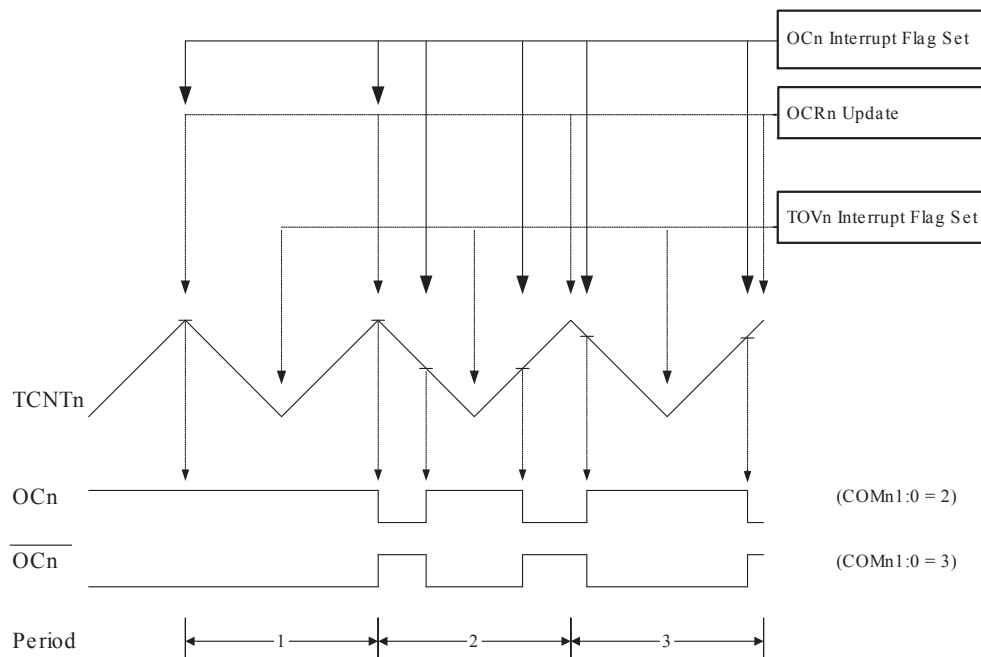 OCn Interrupt Flag Set
OCRn Update
TOVn Interrupt Flag Set
TCNTn
OCn (COMn1:0 = 2)
OCn (COMn1:0 = 3)
Period 1 2 3